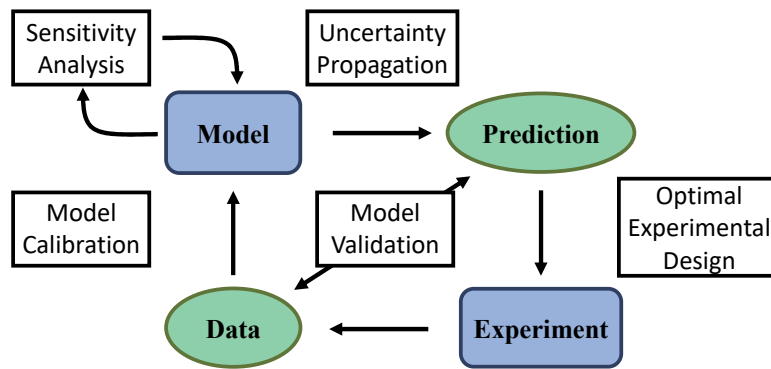 Sensitivity
Analysis
Uncertainty
Propagation
Model
Prediction
Model
Calibration
Model
Validation
Optimal
Experimental
Design
Data
Experiment